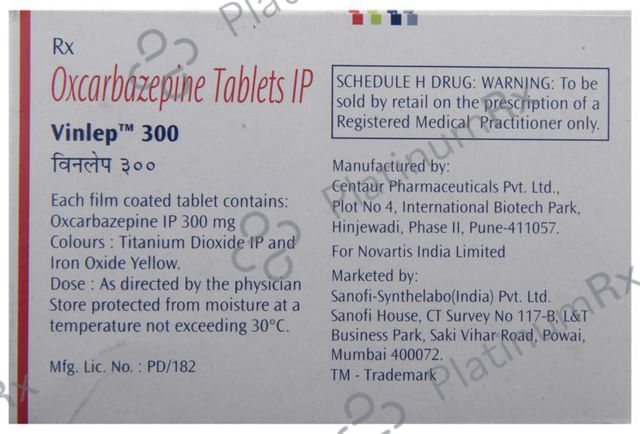 Rx
Oxcarbazepine Tablets IP
Vinlep™ 300
विनलेप ३००
Each film coated tablet contains:
Oxcarbazepine IP 300 mg
Colours : Titanium Dioxide IP and
Iron Oxide Yellow.
Dose : As directed by the physician
Store protected from moisture at a
temperature not exceeding 30°C.
Mfg. Lic. No. : PD/182
SCHEDULE H DRUG: WARNING: To be
sold by retail on the prescription of a
Registered Medical Practitioner only.
Manufactured by:
Centaur Pharmaceuticals Pvt. Ltd.,
Plot No 4, International Biotech Park,
Hinjewadi, Phase II, Pune-411057.
For Novartis India Limited
Marketed by:
Sanofi-Synthelabo(India) Pvt. Ltd.
Sanofi House, CT Survey No 117-B, L&T
Business Park, Saki Vihar Road, Powai,
Mumbai 400072.
TM - Trademark
PlatinumRx
PlatinumRx
PlatinumRx